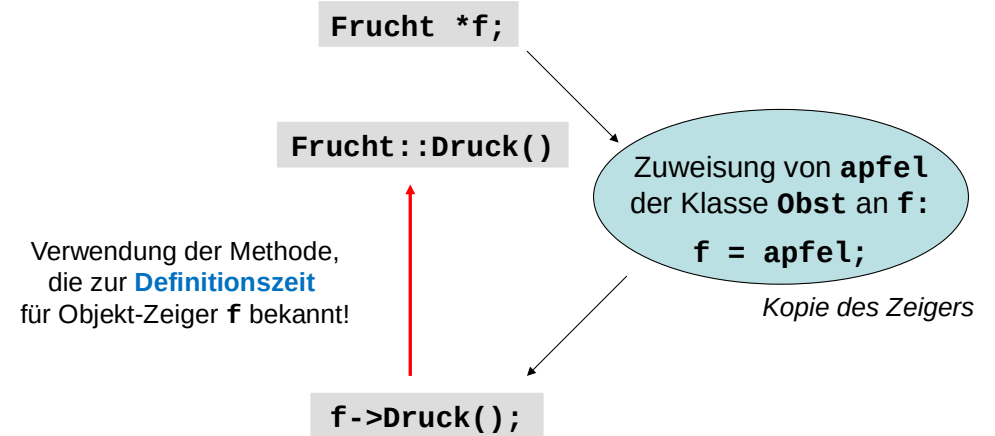 Frucht *f;
Frucht::Druck()
Zuweisung von apfel
der Klasse Obst an f:
f = apfel;
Verwendung der Methode,
die zur Definitionszeit
für Objekt-Zeiger f bekannt!
Kopie des Zeigers
f->Druck();